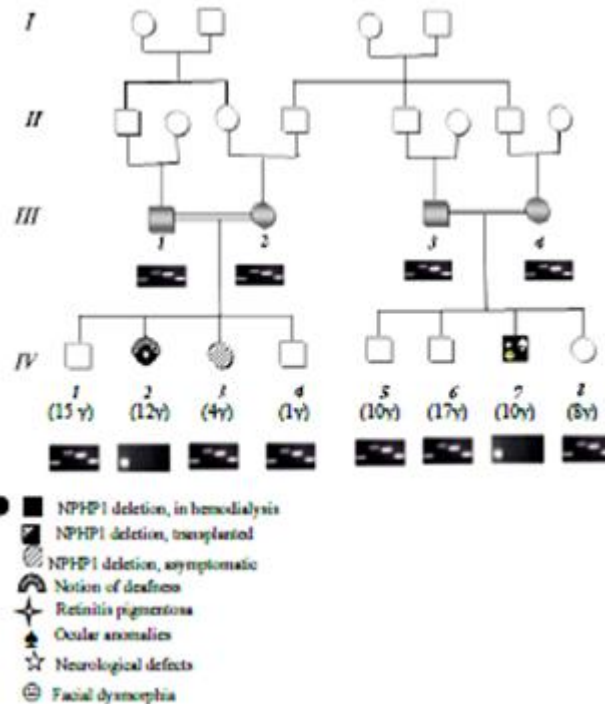 I
II
III
1 2 3 4
IV
1 2 3 4 5 6 7 8
(15 y) (12y) (4y) (1y) (10y) (17y) (10y) (8y)
NPHP1 deletion, in hemodialysis
NPHP1 deletion, transplanted
NPHP1 deletion, asymptomatic
Notion of deafness
Retinitis pigmentosa
Ocular anomalies
Neurological defects
Facial dysmorphia